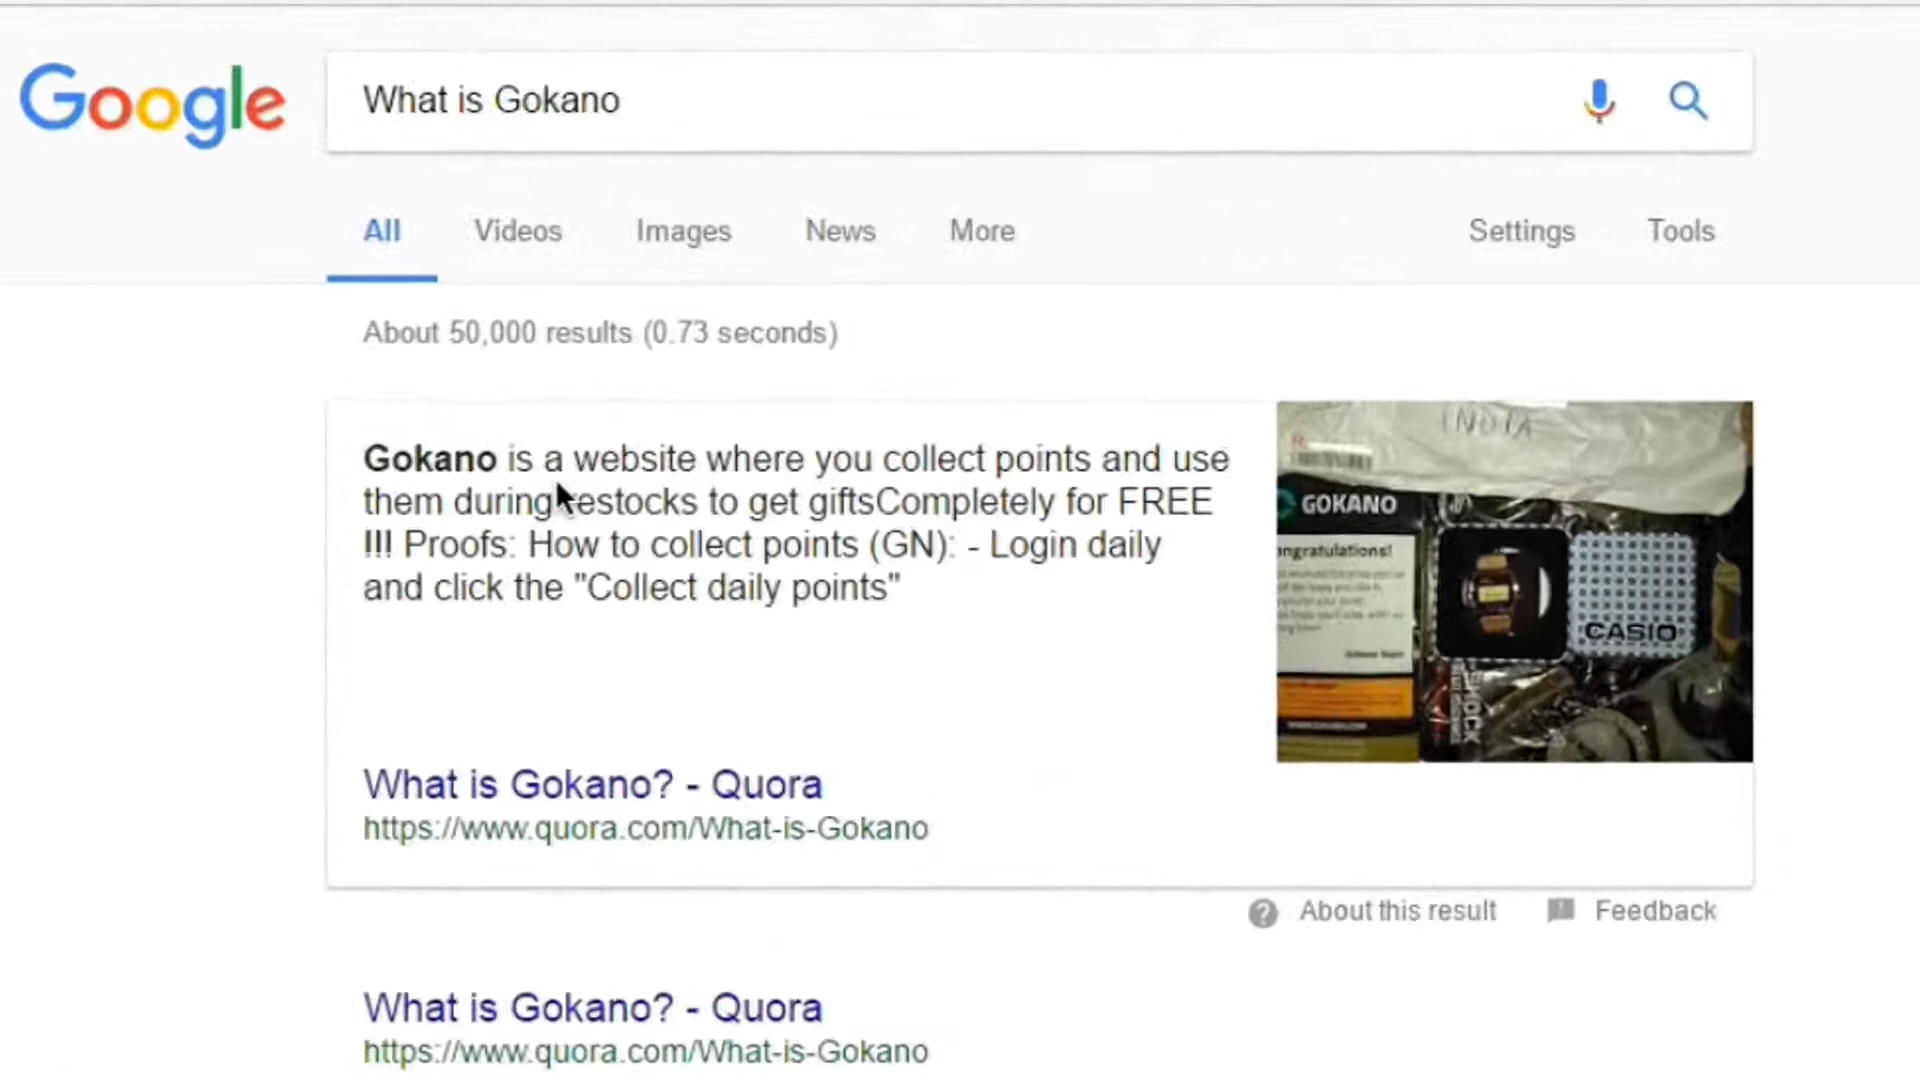 Google
What is Gokano
All Videos Images News More Settings Tools
About 50,000 results (0.73 seconds)
Gokano is a website where you collect points and use
them during restocks to get giftsCompletely for FREE
!!! Proofs: How to collect points (GN): - Login daily
and click the "Collect daily points"
INDIA
GOKANO
ongratulations!
CASIO
What is Gokano? - Quora
https://www.quora.com/What-is-Gokano
About this result Feedback
What is Gokano? - Quora
https://www.quora.com/What-is-Gokano